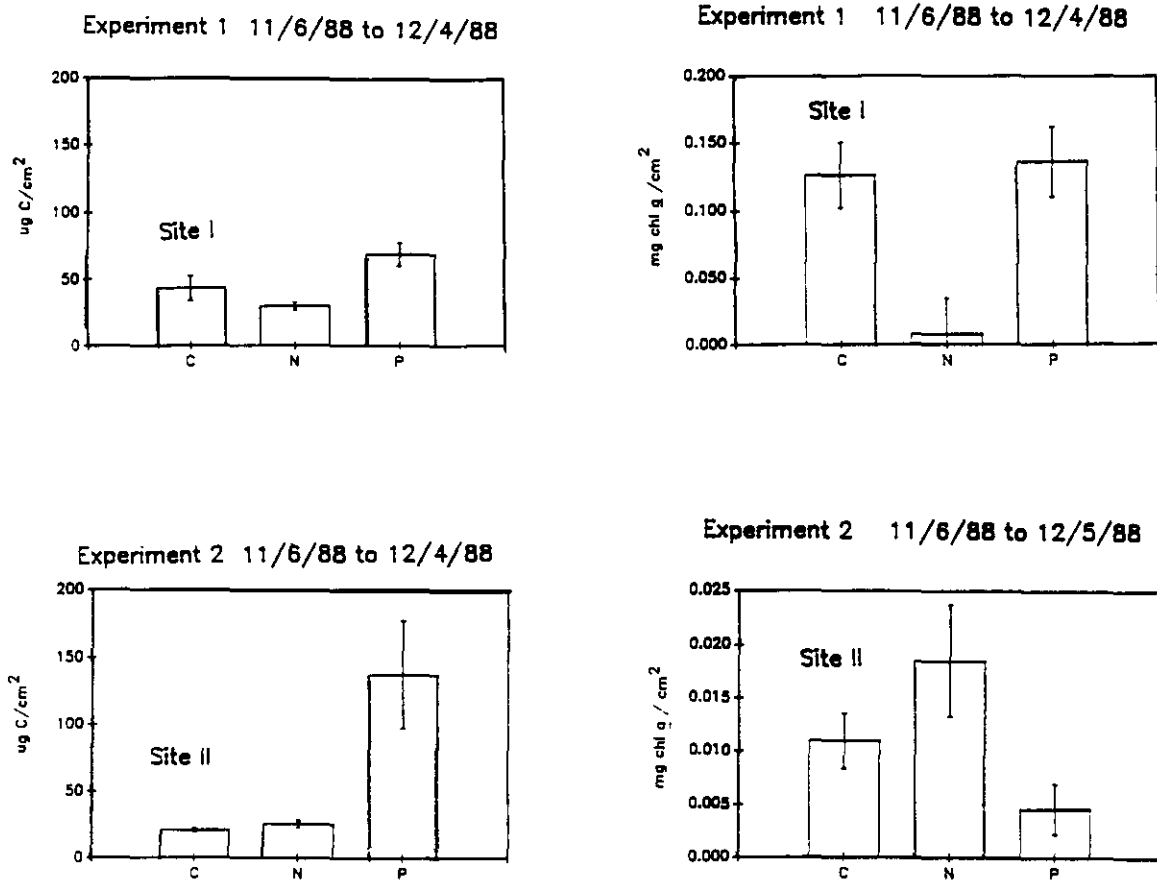 Experiment 1 11/6/88 to 12/4/88
200
150
100
50
0
ug C/cm²
Site I
C N P
Experiment 1 11/6/88 to 12/4/88
0.200
0.150
0.100
0.050
0.000
mg chl a /cm²
Site I
C N P
Experiment 2 11/6/88 to 12/4/88
200
150
100
50
0
ug C/cm²
Site II
C N P
Experiment 2 11/6/88 to 12/5/88
0.025
0.020
0.015
0.010
0.005
0.000
mg chl a / cm²
Site II
C N P